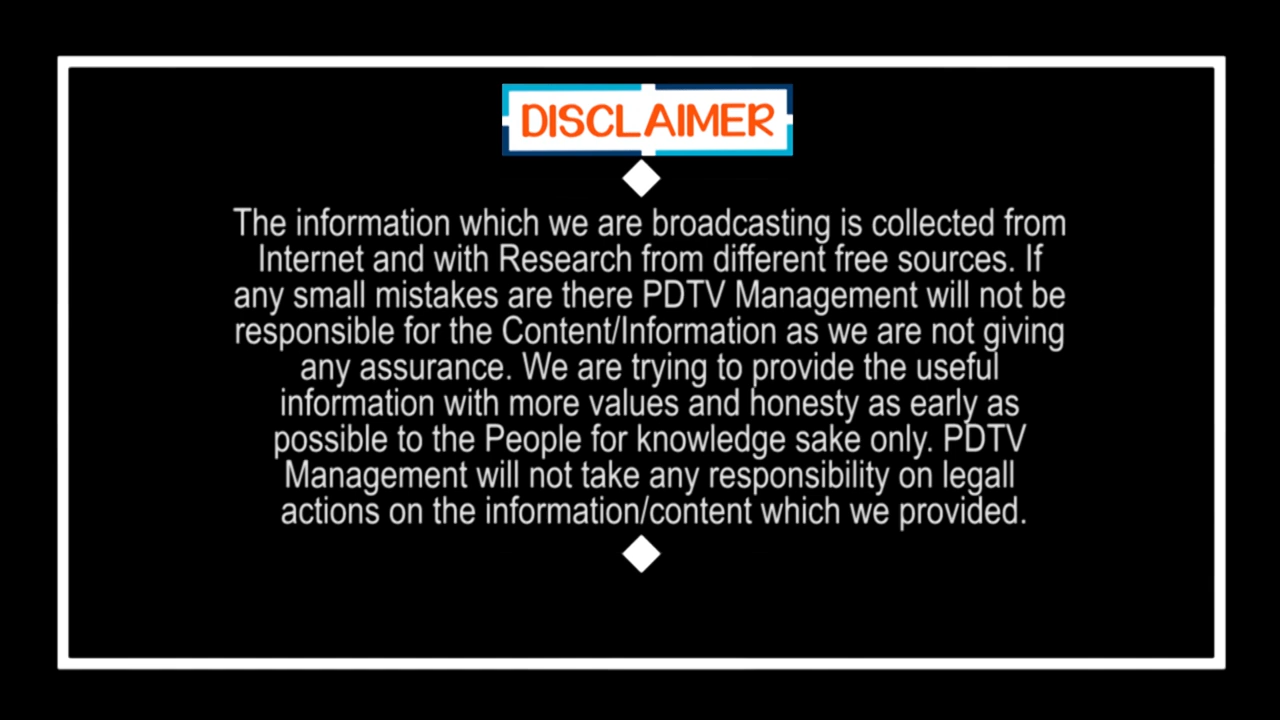 DISCLAIMER
The information which we are broadcasting is collected from
Internet and with Research from different free sources. If
any small mistakes are there PDTV Management will not be
responsible for the Content/Information as we are not giving
any assurance. We are trying to provide the useful
information with more values and honesty as early as
possible to the People for knowledge sake only. PDTV
Management will not take any responsibility on legall
actions on the information/content which we provided.